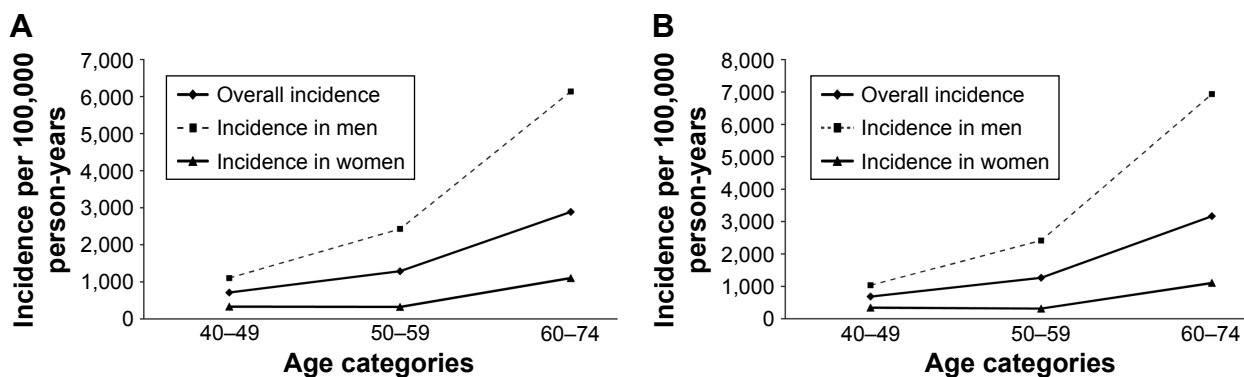 A
Incidence per 100,000
person-years
7,000
6,000
5,000
4,000
3,000
2,000
1,000
0
Overall incidence
Incidence in men
Incidence in women
40–49
50–59
60–74
Age categories
B
Incidence per 100,000
person-years
8,000
7,000
6,000
5,000
4,000
3,000
2,000
1,000
0
Overall incidence
Incidence in men
Incidence in women
40–49
50–59
60–74
Age categories